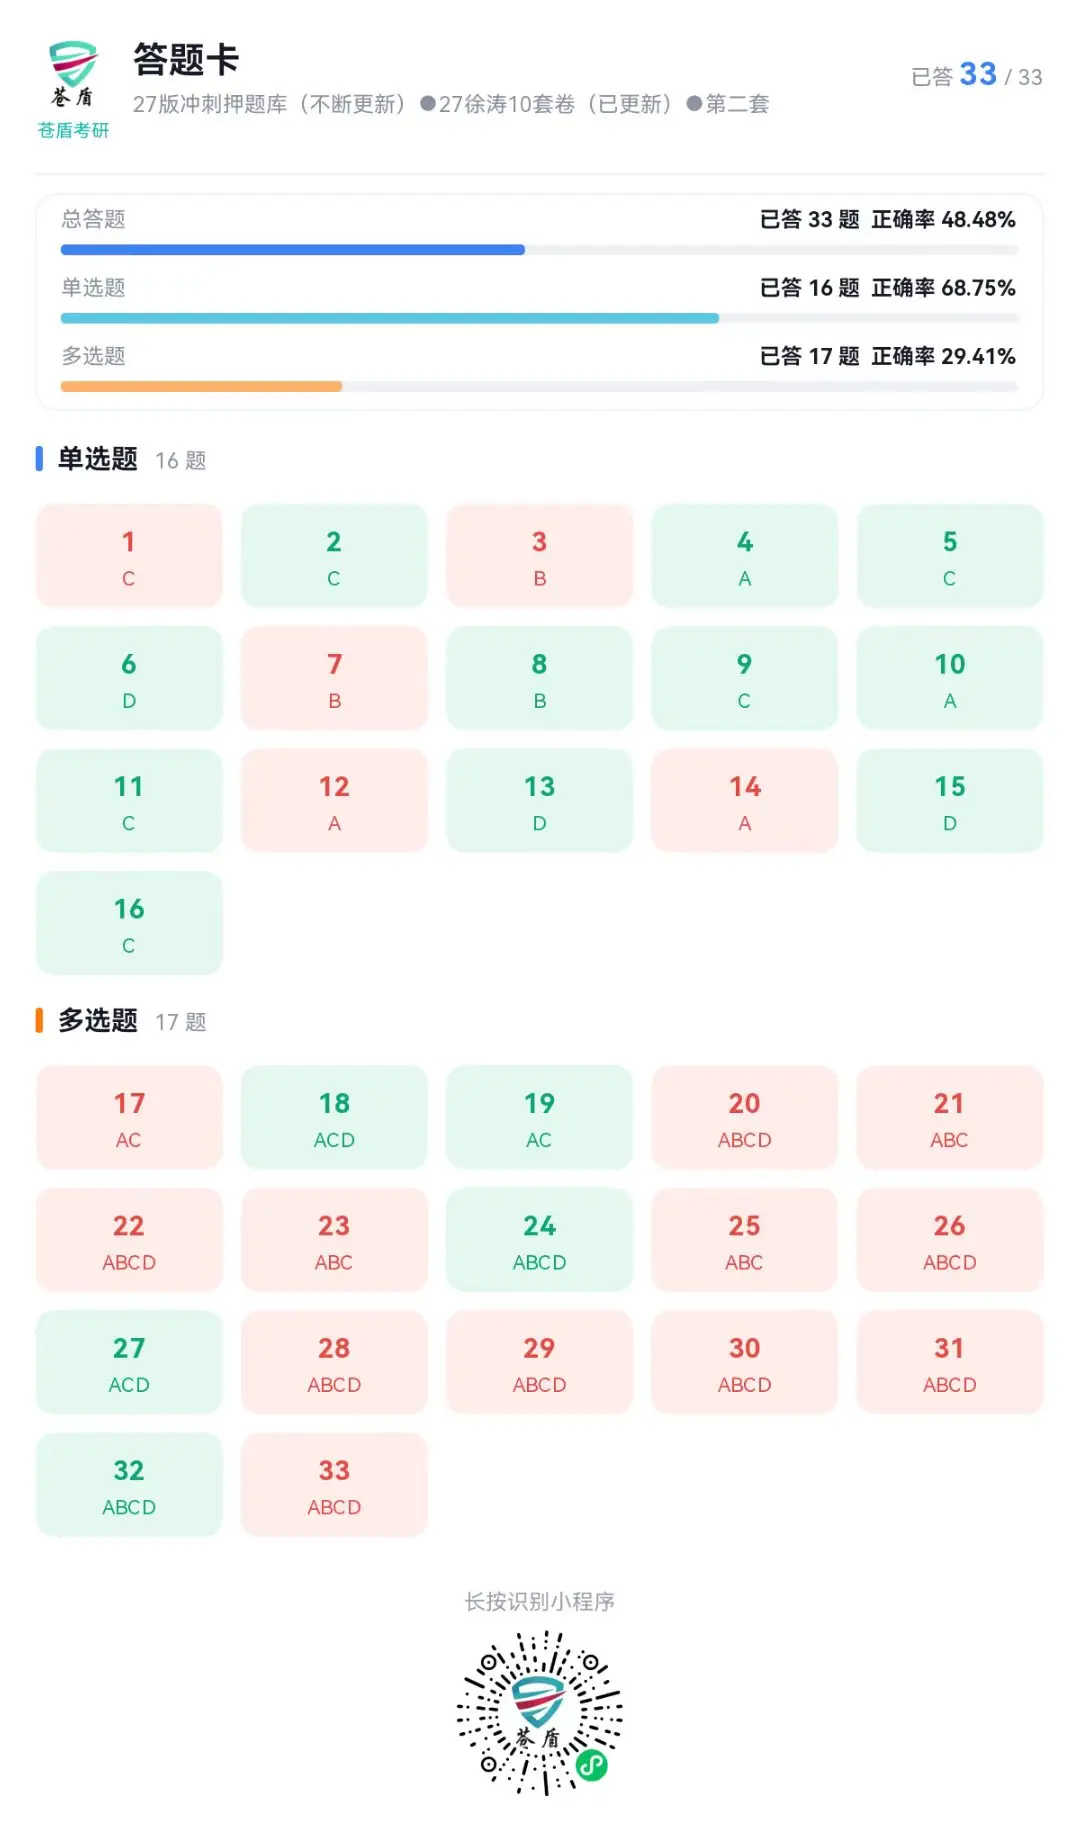 答题卡
已答 33 / 33
27版冲刺押题库（不断更新）●27徐涛10套卷（已更新）●第二套
苍盾
苍盾考研
总答题 已答 33 题 正确率 48.48%
单选题 已答 16 题 正确率 68.75%
多选题 已答 17 题 正确率 29.41%
单选题 16 题
1 2 3 4 5
C C B A C
6 7 8 9 10
D B B C A
11 12 13 14 15
C A D A D
16
C
多选题 17 题
17 18 19 20 21
AC ACD AC ABCD ABC
22 23 24 25 26
ABCD ABC ABCD ABC ABCD
27 28 29 30 31
ACD ABCD ABCD ABCD ABCD
32 33
ABCD ABCD
长按识别小程序
苍盾